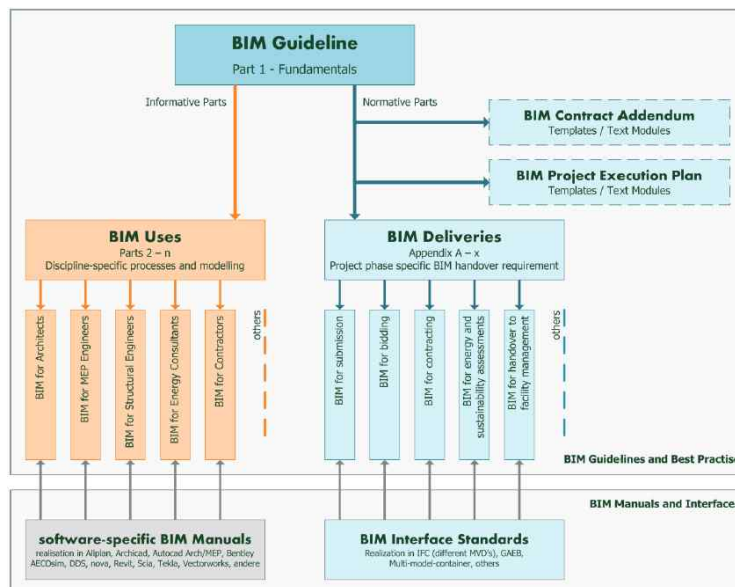 BIM Guideline
Part 1 - Fundamentals
Informative Parts
Normative Parts
BIM Contract Addendum
Templates / Text Modules
BIM Project Execution Plan
Templates / Text Modules
BIM Uses
Parts 2 – n
Discipline-specific processes and modelling
BIM Deliveries
Appendix A – x
Project phase specific BIM handover requirement
BIM for Architects
BIM for MEP Engineers
BIM for Structural Engineers
BIM for Energy Consultants
BIM for Contractors
others
BIM for submission
BIM for bidding
BIM for contracting
BIM for energy and
sustainability assessments
BIM for handover to
facility management
others
BIM Guidelines and Best Practise
BIM Manuals and Interface
software-specific BIM Manuals
realisation in Allplan, Archicad, Autocad Arch/MEP, Bentley
AECOsim, DDS, nova, Revit, Scia, Tekla, Vectorworks, andere
BIM Interface Standards
Realization in IFC (different MVD's), GAEB,
Multi-model-container, others